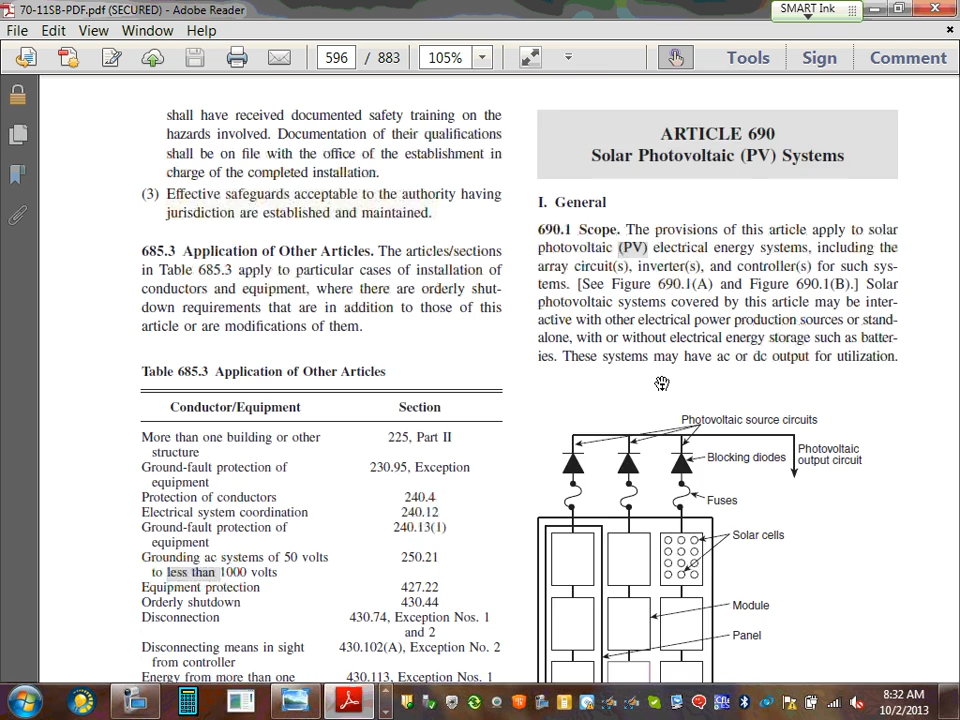 70-11SB-PDF.pdf (SECURED) - Adobe Reader
SMART Ink
File Edit View Window Help
596 / 883 105% Tools Sign Comment
shall have received documented safety training on the
hazards involved. Documentation of their qualifications
shall be on file with the office of the establishment in
charge of the completed installation.
(3) Effective safeguards acceptable to the authority having
jurisdiction are established and maintained.
685.3 Application of Other Articles. The articles/sections
in Table 685.3 apply to particular cases of installation of
conductors and equipment, where there are orderly shut-
down requirements that are in addition to those of this
article or are modifications of them.
Table 685.3 Application of Other Articles
Conductor/Equipment Section
More than one building or other 225, Part II
structure
Ground-fault protection of 230.95, Exception
equipment
Protection of conductors 240.4
Electrical system coordination 240.12
Ground-fault protection of 240.13(1)
equipment
Grounding ac systems of 50 volts 250.21
to less than 1000 volts
Equipment protection 427.22
Orderly shutdown 430.44
Disconnection 430.74, Exception Nos. 1
and 2
Disconnecting means in sight 430.102(A), Exception No. 2
from controller
Energy from more than one 430.113, Exception Nos. 1
ARTICLE 690
Solar Photovoltaic (PV) Systems
I. General
690.1 Scope. The provisions of this article apply to solar
photovoltaic (PV) electrical energy systems, including the
array circuit(s), inverter(s), and controller(s) for such sys-
tems. [See Figure 690.1(A) and Figure 690.1(B).] Solar
photovoltaic systems covered by this article may be inter-
active with other electrical power production sources or stand-
alone, with or without electrical energy storage such as batter-
ies. These systems may have ac or dc output for utilization.
Photovoltaic source circuits
Photovoltaic
output circuit
Blocking diodes
Fuses
Solar cells
Module
Panel
8:32 AM
10/2/2013